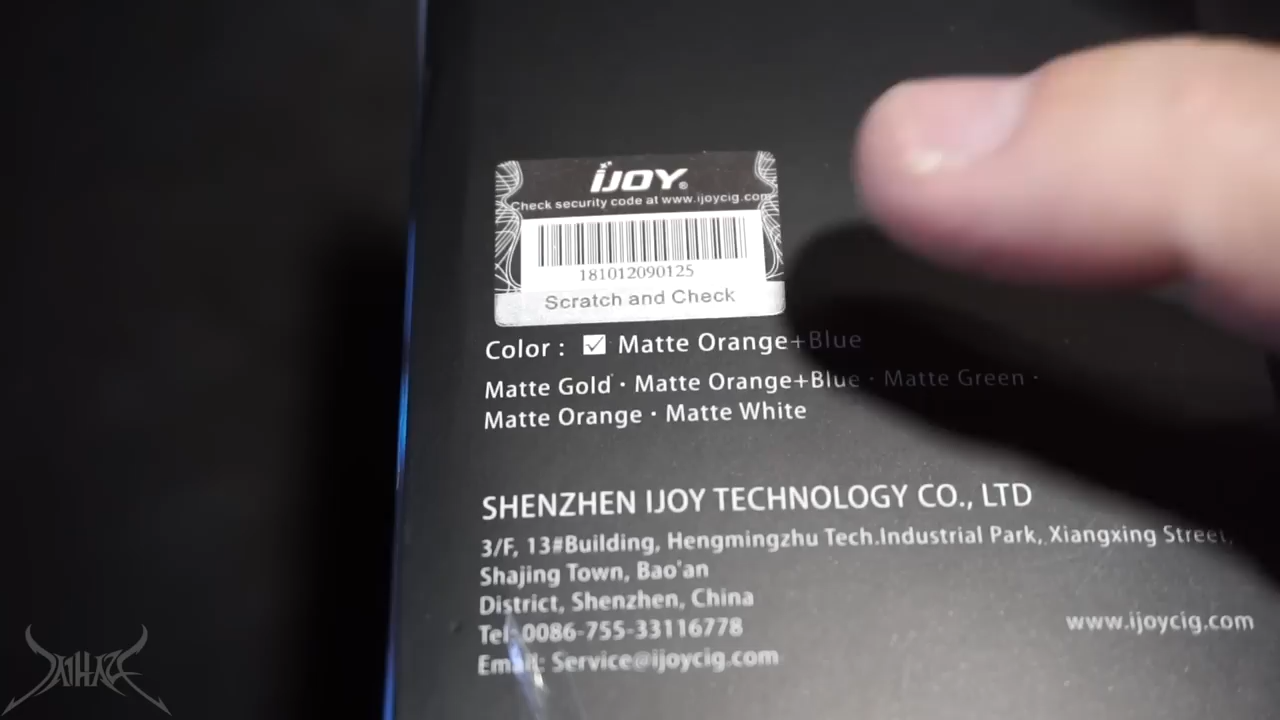 iJOY®
Check security code at www.ijoycig.com
181012090125
Scratch and Check
Color : ☑ Matte Orange+Blue
Matte Gold · Matte Orange+Blue · Matte Green ·
Matte Orange · Matte White
SHENZHEN IJOY TECHNOLOGY CO., LTD
3/F, 13#Building, Hengmingzhu Tech.Industrial Park, Xiangxing Street,
Shajing Town, Bao'an
District, Shenzhen, China
Tel:0086-755-33116778
www.ijoycig.com
Email: Service@ijoycig.com